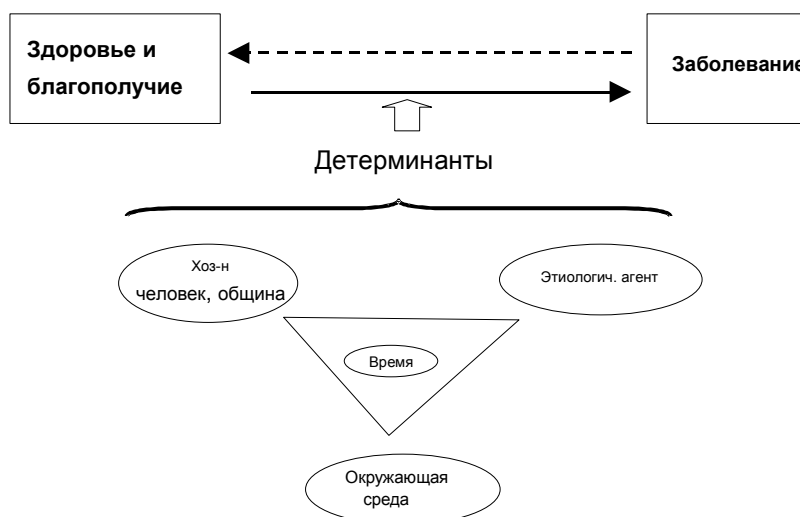 Здоровье и
благополучие
Заболевание
Детерминанты
Хоз-н
человек, община
Этиологич. агент
Время
Окружающая
среда